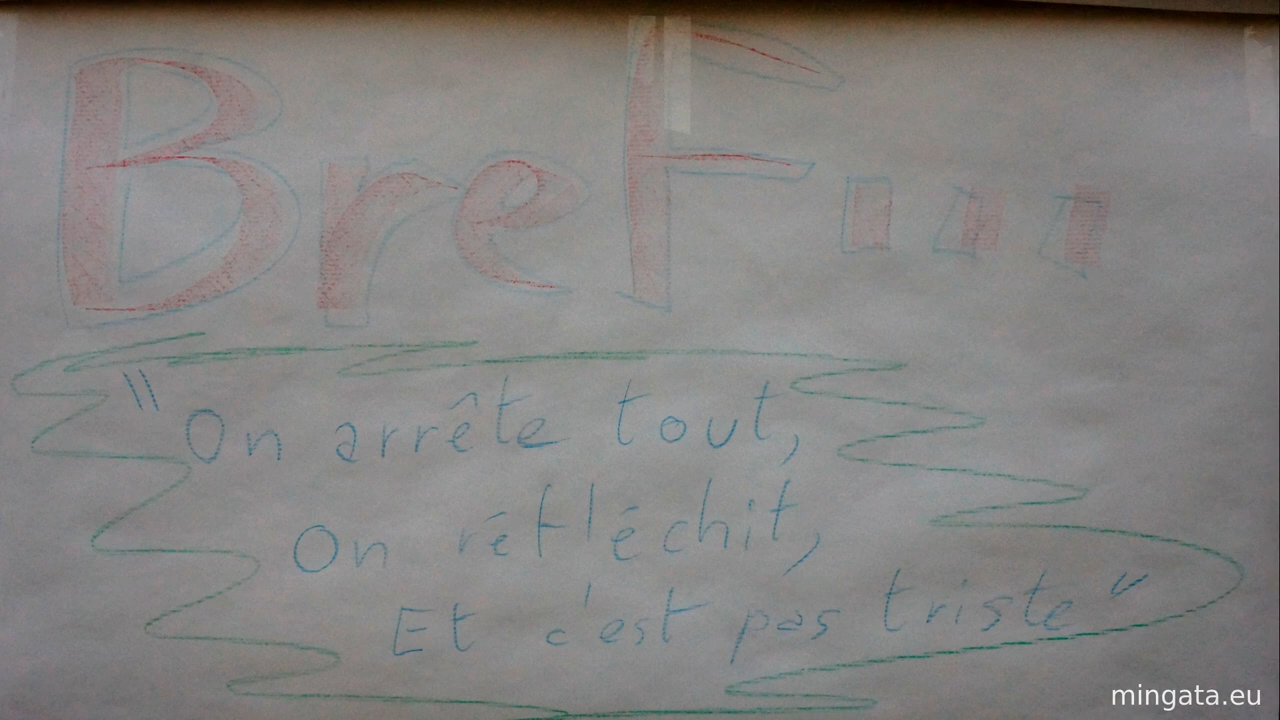 Bref...
"On arrête tout,
On réfléchit,
Et c'est pas triste"
mingata.eu